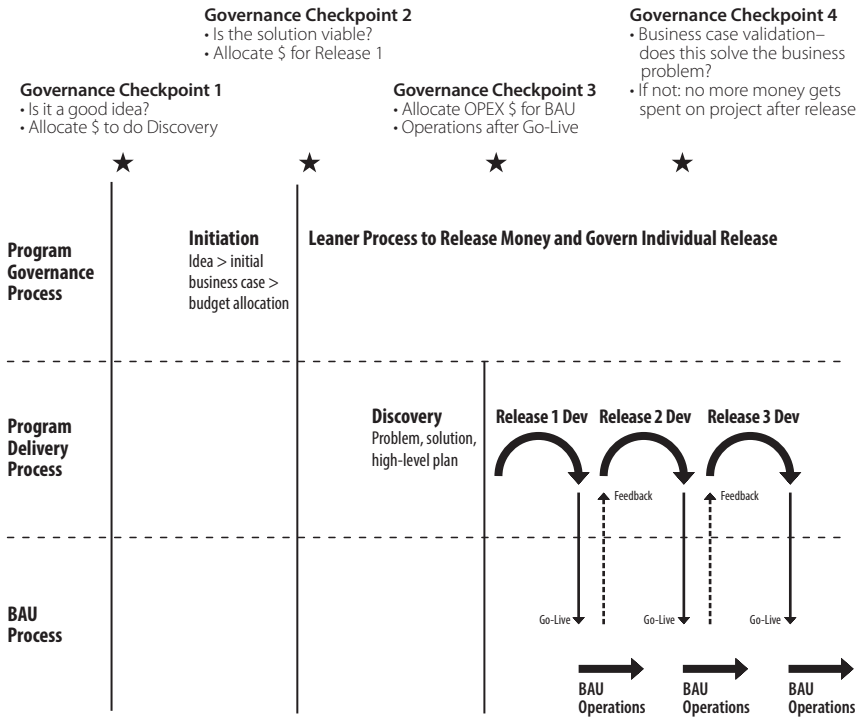 Governance Checkpoint 2
• Is the solution viable?
• Allocate $ for Release 1
Governance Checkpoint 4
• Business case validation–
does this solve the business
problem?
• If not: no more money gets
spent on project after release
Governance Checkpoint 1
• Is it a good idea?
• Allocate $ to do Discovery
Governance Checkpoint 3
• Allocate OPEX $ for BAU
• Operations after Go-Live
Program
Governance
Process
Initiation
Idea > initial
business case >
budget allocation
Leaner Process to Release Money and Govern Individual Release
Program
Delivery
Process
Discovery
Problem, solution,
high-level plan
Release 1 Dev
Release 2 Dev
Release 3 Dev
Feedback
Feedback
BAU
Process
Go-Live
Go-Live
Go-Live
BAU
Operations
BAU
Operations
BAU
Operations